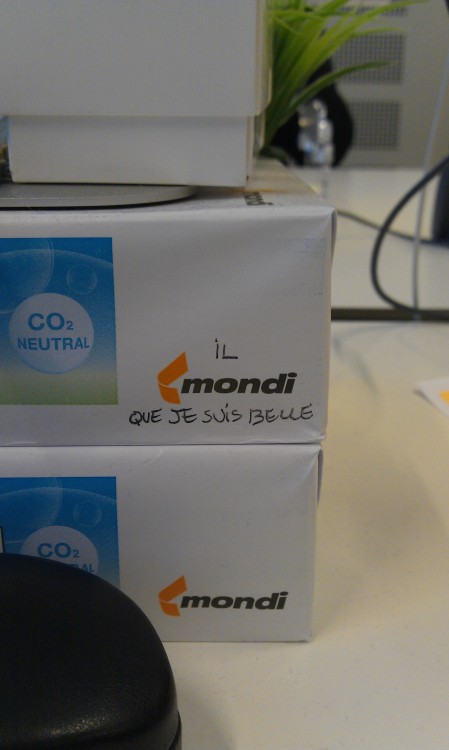 CO₂
NEUTRAL
iL
mondi
QUE JE SUiS BELLE
CO₂
mondi